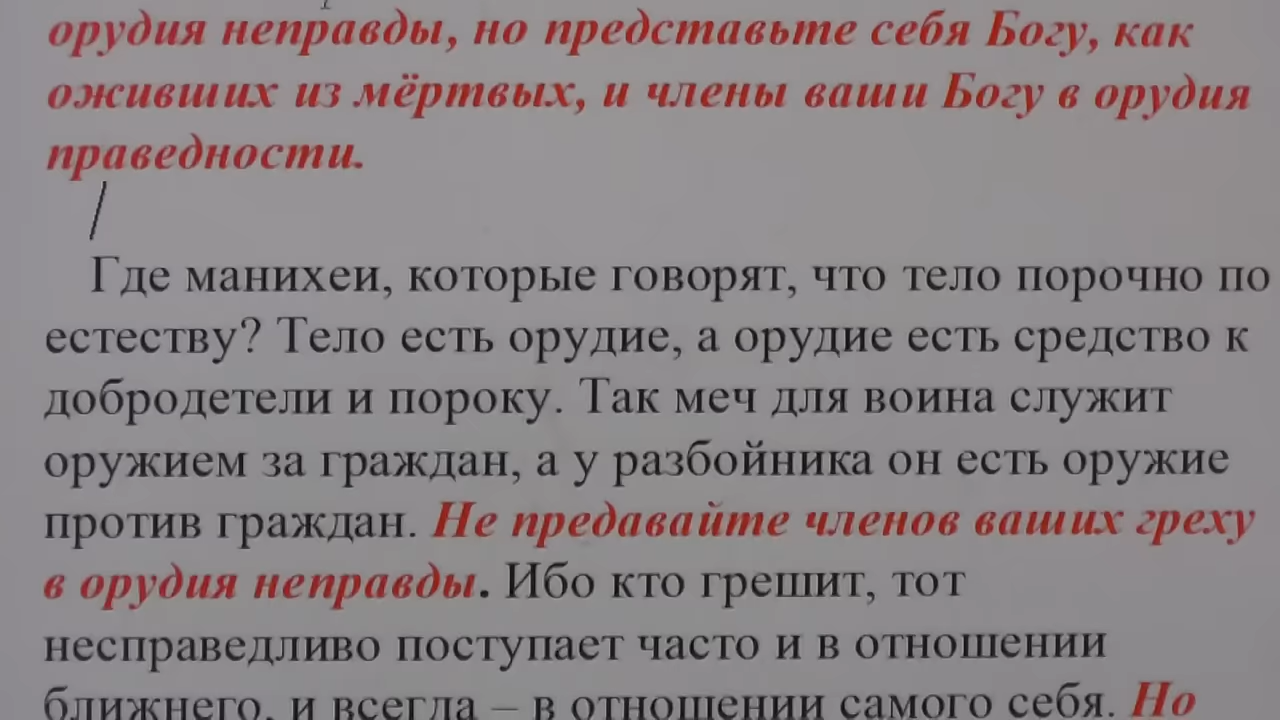 орудия неправды, но представьте себя Богу, как
оживших из мёртвых, и члены ваши Богу в орудия
праведности.
Где манихеи, которые говорят, что тело порочно по
естеству? Тело есть орудие, а орудие есть средство к
добродетели и пороку. Так меч для воина служит
оружием за граждан, а у разбойника он есть оружие
против граждан. Не предавайте членов ваших греху
в орудия неправды. Ибо кто грешит, тот
несправедливо поступает часто и в отношении
ближнего, и всегда – в отношении самого себя. Но